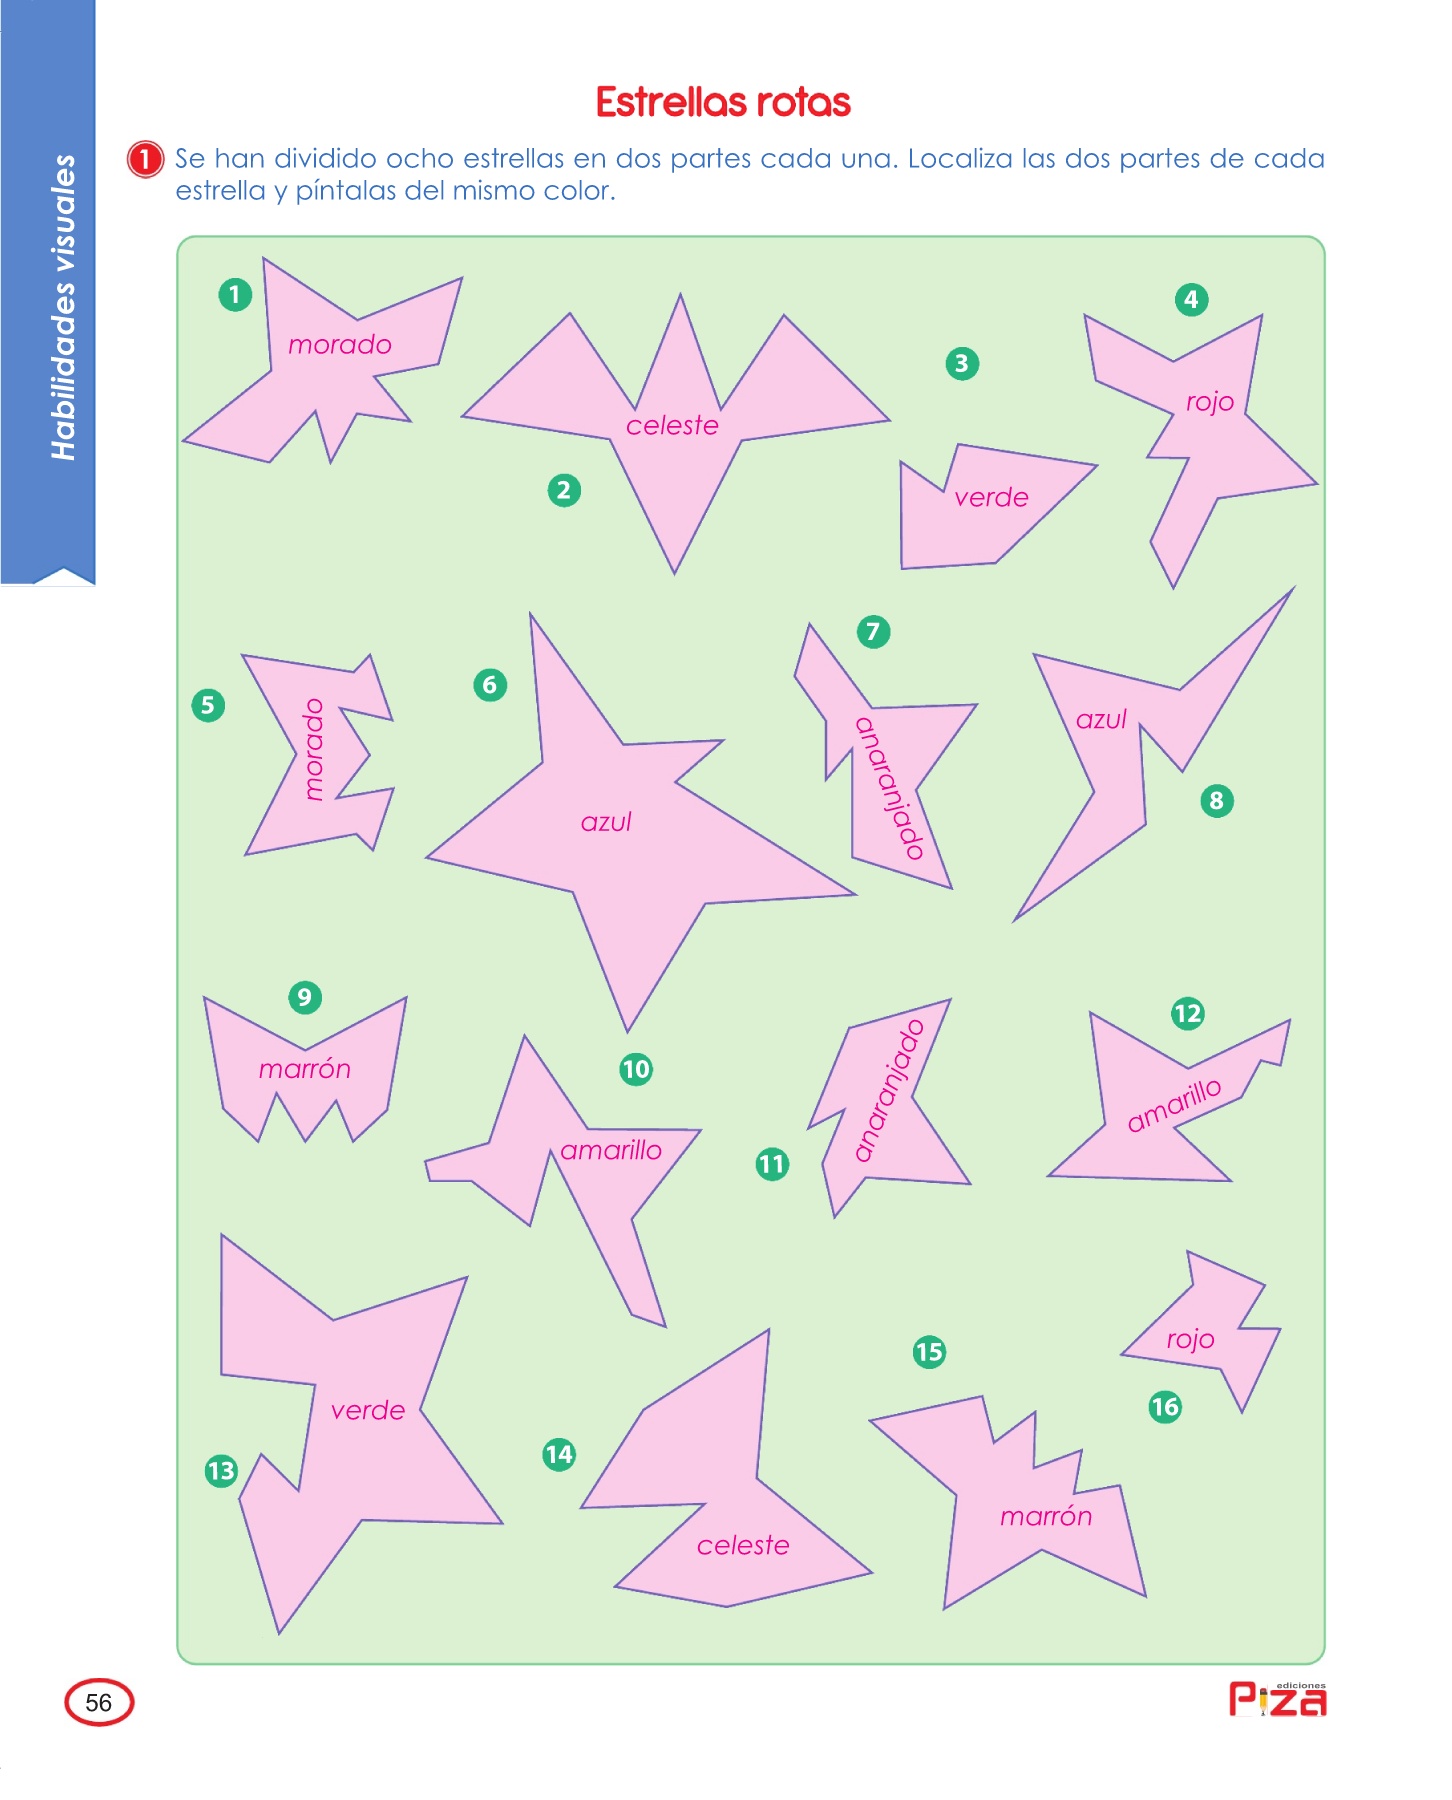 Habilidades visuales
Estrellas rotas
1 Se han dividido ocho estrellas en dos partes cada una. Localiza las dos partes de cada
estrella y píntalas del mismo color.
1
morado
2
celeste
3
verde
4
rojo
5
morado
6
azul
7
anaranjado
8
azul
9
marrón
10
amarillo
11
anaranjado
12
amarillo
13
verde
14
celeste
15
marrón
16
rojo
56
ediciones
Piza